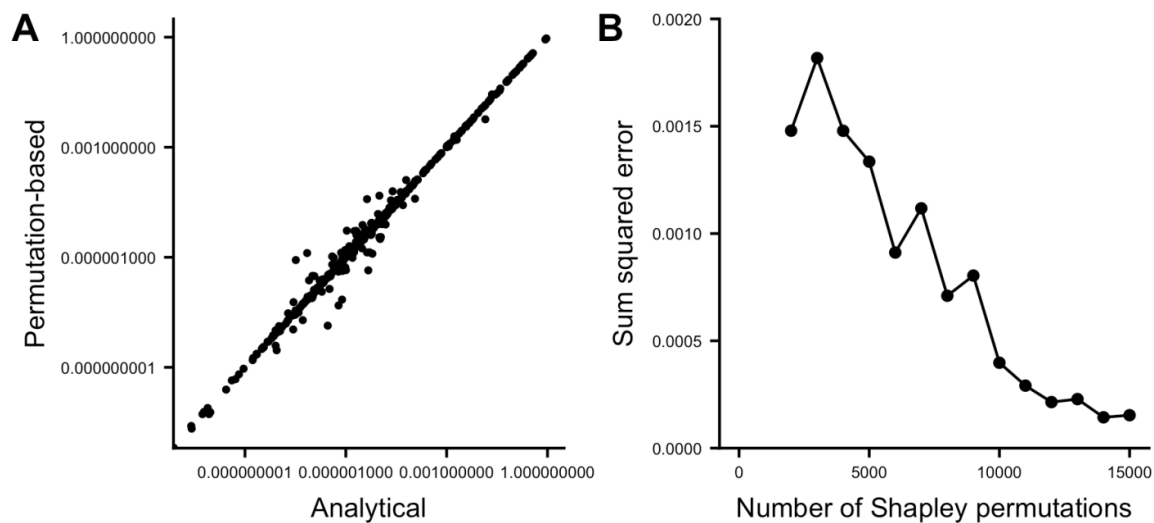 A
1.000000000
0.001000000
0.000001000
0.000000001
Permutation-based
0.000000001
0.000001000
0.001000000
1.000000000
Analytical
B
0.0020
0.0015
0.0010
0.0005
0.0000
Sum squared error
0
5000
10000
15000
Number of Shapley permutations